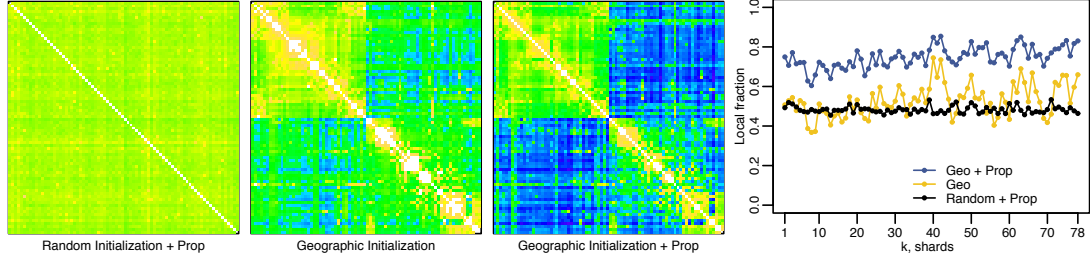 Random Initialization + Prop
Geographic Initialization
Geographic Initialization + Prop
Local fraction
1.0
0.8
0.6
0.4
0.2
0.0
Geo + Prop
Geo
Random + Prop
1 10 20 30 40 50 60 70 78
k, shards